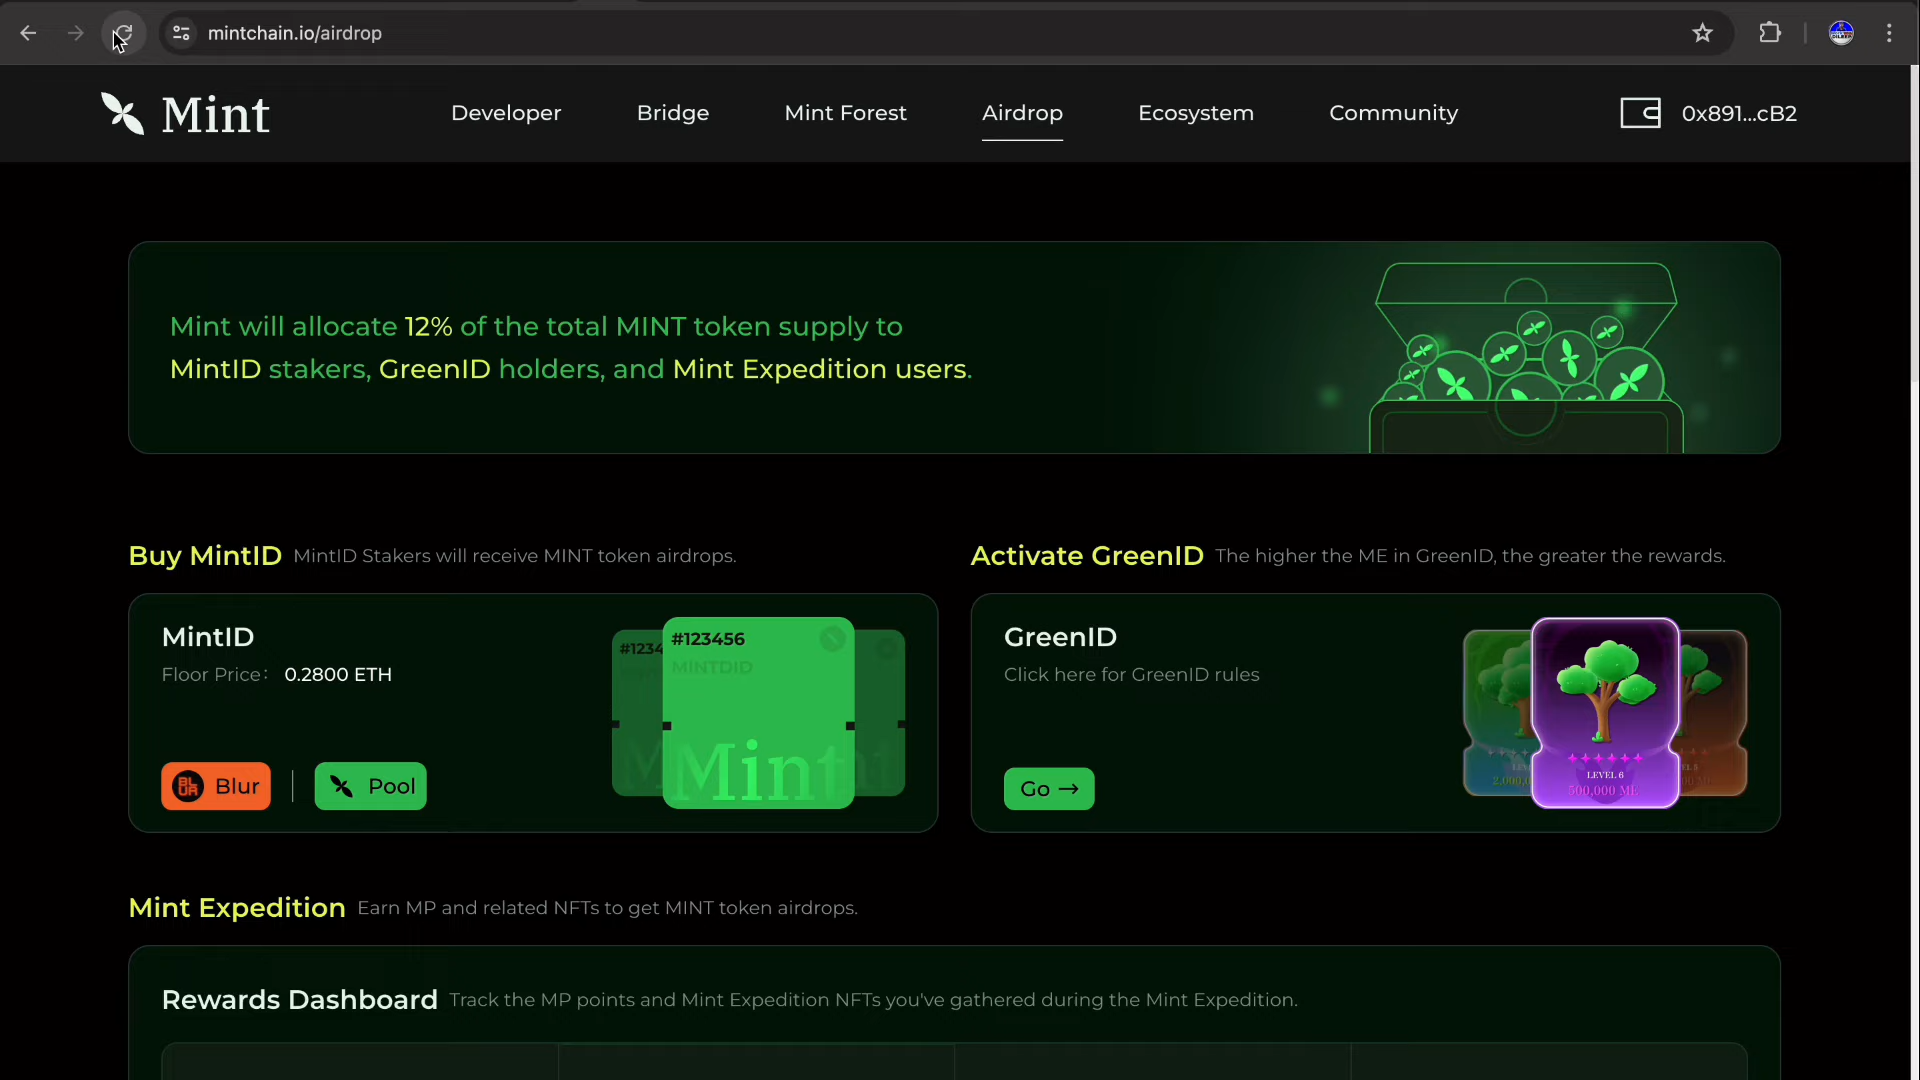 mintchain.io/airdrop
Mint
Developer
Bridge
Mint Forest
Airdrop
Ecosystem
Community
0x891...cB2
Mint will allocate 12% of the total MINT token supply to
MintID stakers, GreenID holders, and Mint Expedition users.
Buy MintID MintID Stakers will receive MINT token airdrops.
MintID
Floor Price: 0.2800 ETH
BLUR Blur
Pool
#1234
#123456
MINTDID
Mint
Activate GreenID The higher the ME in GreenID, the greater the rewards.
GreenID
Click here for GreenID rules
Go →
LEVEL 6
500,000 ME
Mint Expedition Earn MP and related NFTs to get MINT token airdrops.
Rewards Dashboard Track the MP points and Mint Expedition NFTs you've gathered during the Mint Expedition.